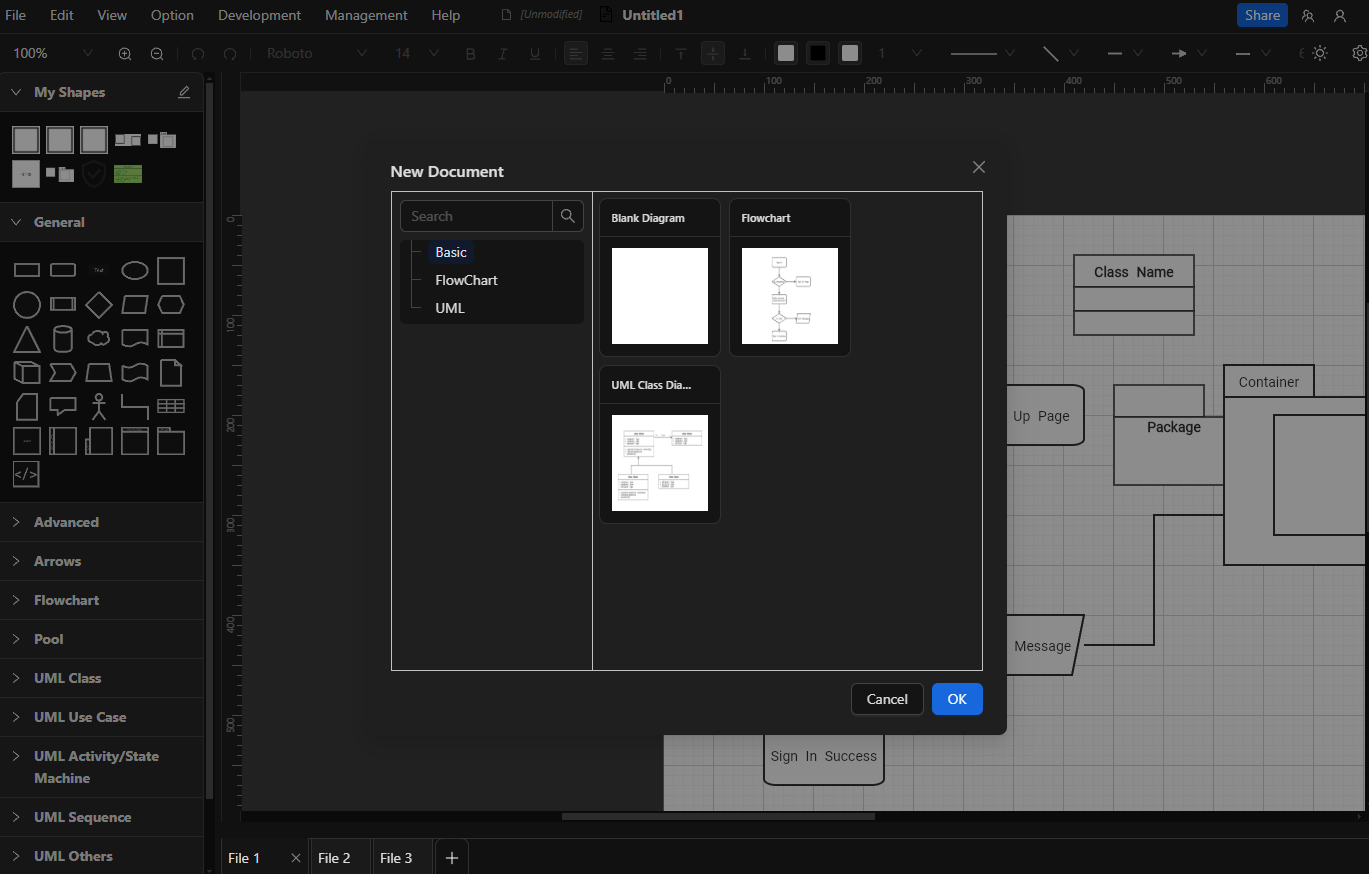 File Edit View Option Development Management Help [Unmodified] Untitled1 Share
100% Roboto 14 B I U 1
My Shapes
General
Text
</>
Advanced
Arrows
Flowchart
Pool
UML Class
UML Use Case
UML Activity/State
Machine
UML Sequence
UML Others
0 100 200 300 400 500 600
0
100
200
300
400
500
New Document
Search
Basic
FlowChart
UML
Blank Diagram
Flowchart
UML Class Dia...
Cancel OK
Class Name
Container
Up Page
Package
Message
Sign In Success
File 1 File 2 File 3